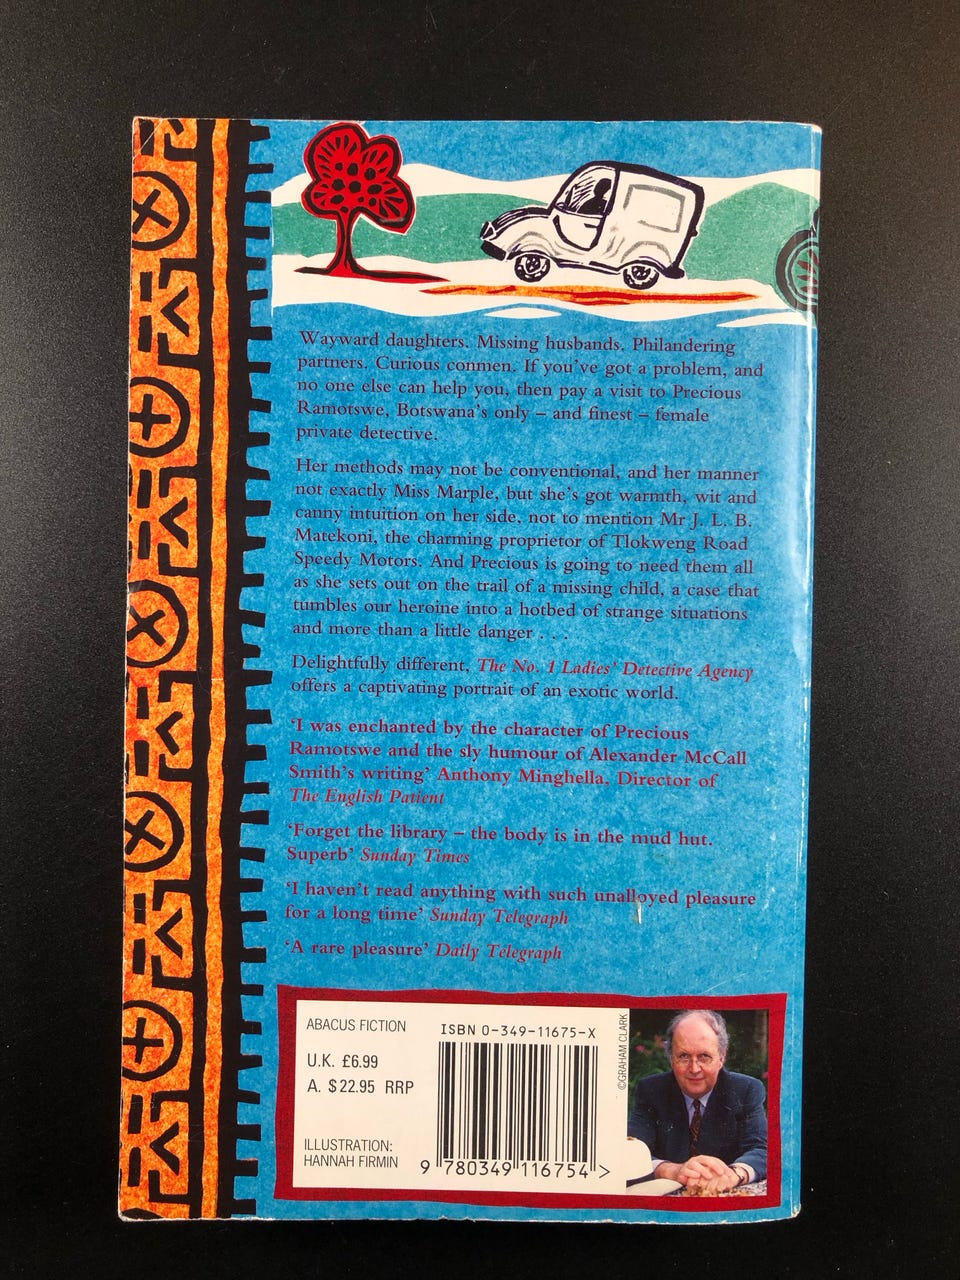 Wayward daughters. Missing husbands. Philandering
partners. Curious conmen. If you've got a problem, and
no one else can help you, then pay a visit to Precious
Ramotswe, Botswana's only – and finest – female
private detective.
Her methods may not be conventional, and her manner
not exactly Miss Marple, but she's got warmth, wit and
canny intuition on her side, not to mention Mr J. L. B.
Matekoni, the charming proprietor of Tlokweng Road
Speedy Motors. And Precious is going to need them all
as she sets out on the trail of a missing child, a case that
tumbles our heroine into a hotbed of strange situations
and more than a little danger . . .
Delightfully different, The No. 1 Ladies' Detective Agency
offers a captivating portrait of an exotic world.
'I was enchanted by the character of Precious
Ramotswe and the sly humour of Alexander McCall
Smith's writing' Anthony Minghella, Director of
The English Patient
'Forget the library – the body is in the mud hut.
Superb' Sunday Times
'I haven't read anything with such unalloyed pleasure
for a long time' Sunday Telegraph
'A rare pleasure' Daily Telegraph
ABACUS FICTION
U.K. £6.99
A. $22.95 RRP
ILLUSTRATION:
HANNAH FIRMIN
ISBN 0-349-11675-X
9 780349 116754 >
©GRAHAM CLARK